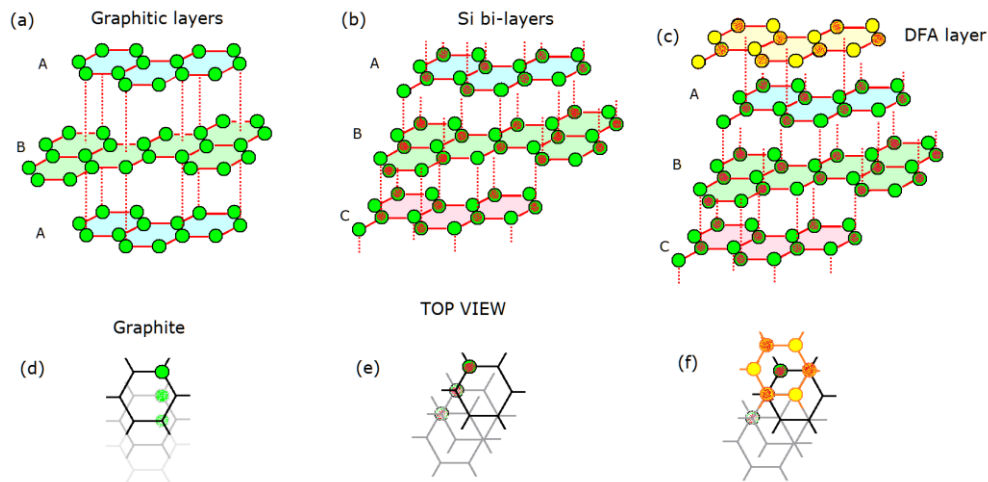 (a) Graphitic layers
(b) Si bi-layers
(c) DFA layer
A
B
A
A
B
C
A
B
C
Graphite
TOP VIEW
(d)
(e)
(f)